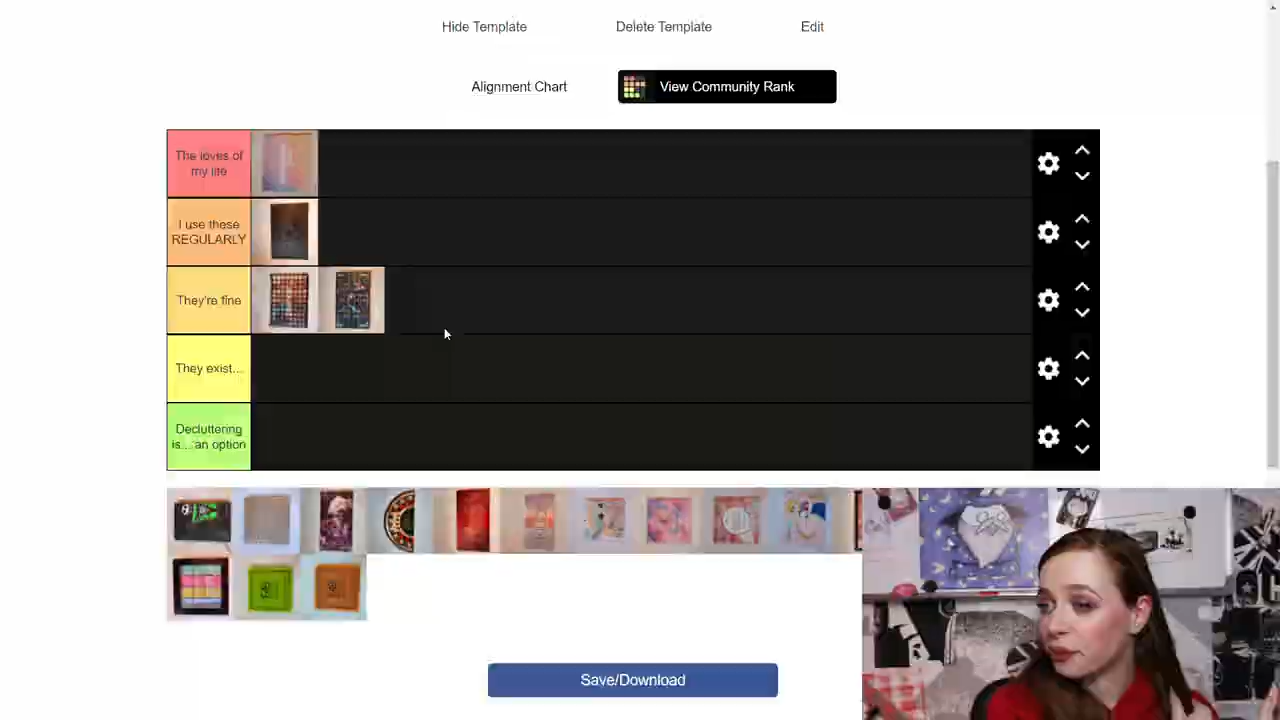 Hide Template
Delete Template
Edit
Alignment Chart
View Community Rank
The loves of
my life
I use these
REGULARLY
They're fine
They exist...
Decluttering
is... an option
Save/Download